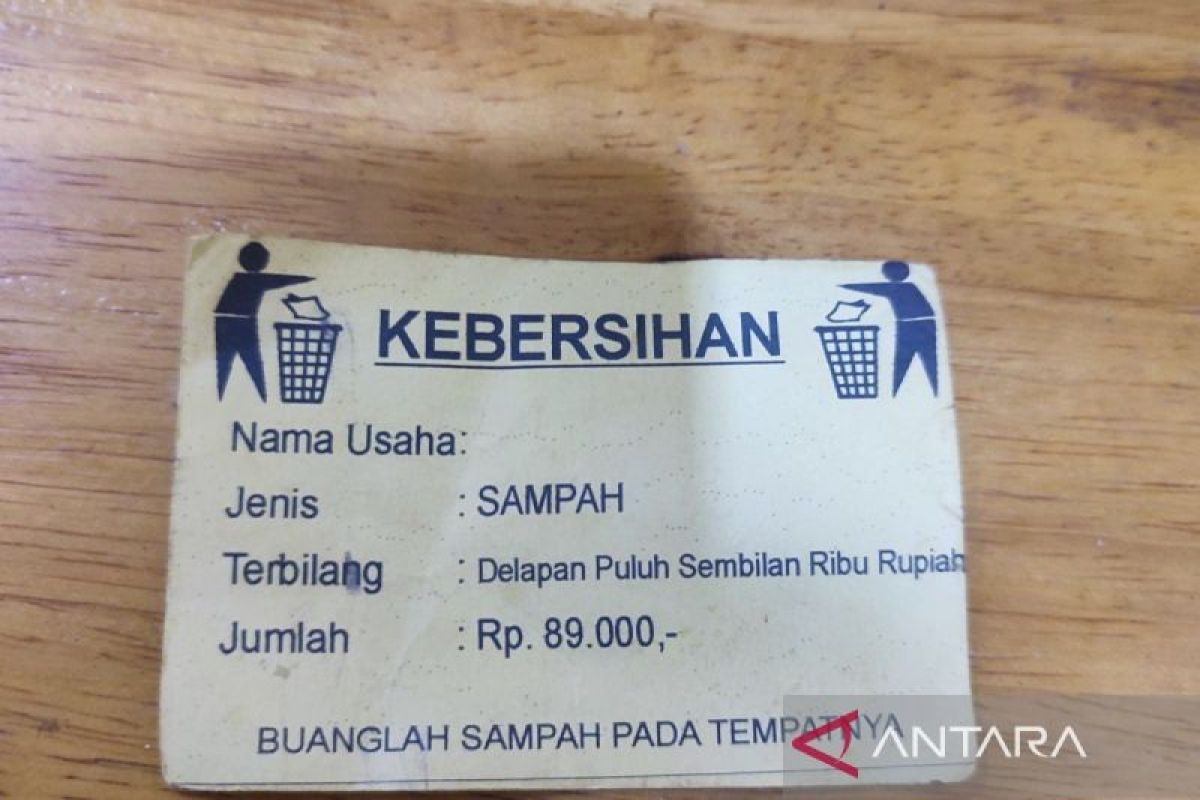 KEBERSIHAN
Nama Usaha:
Jenis : SAMPAH
Terbilang : Delapan Puluh Sembilan Ribu Rupiah
Jumlah : Rp. 89.000,-
BUANGLAH SAMPAH PADA TEMPATNYA
ANTARA